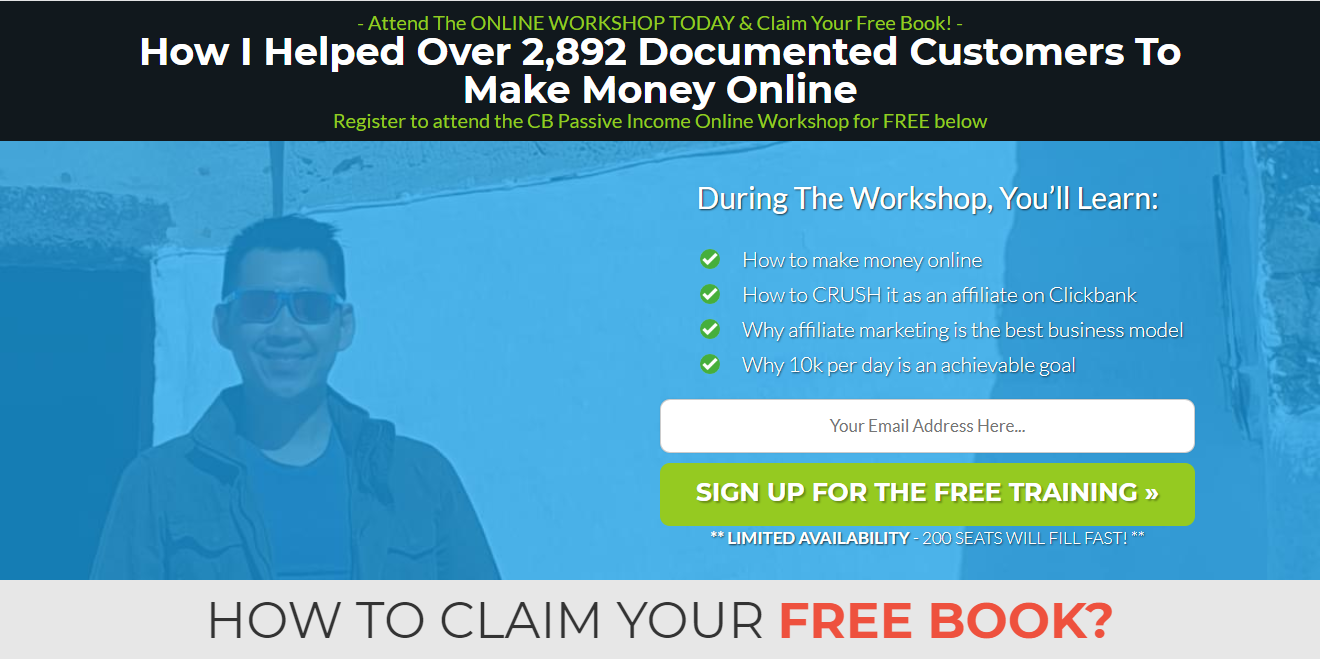 - Attend The ONLINE WORKSHOP TODAY & Claim Your Free Book! -
How I Helped Over 2,892 Documented Customers To
Make Money Online
Register to attend the CB Passive Income Online Workshop for FREE below
During The Workshop, You’ll Learn:
How to make money online
How to CRUSH it as an affiliate on Clickbank
Why affiliate marketing is the best business model
Why 10k per day is an achievable goal
Your Email Address Here...
SIGN UP FOR THE FREE TRAINING »
** LIMITED AVAILABILITY - 200 SEATS WILL FILL FAST! **
HOW TO CLAIM YOUR FREE BOOK?